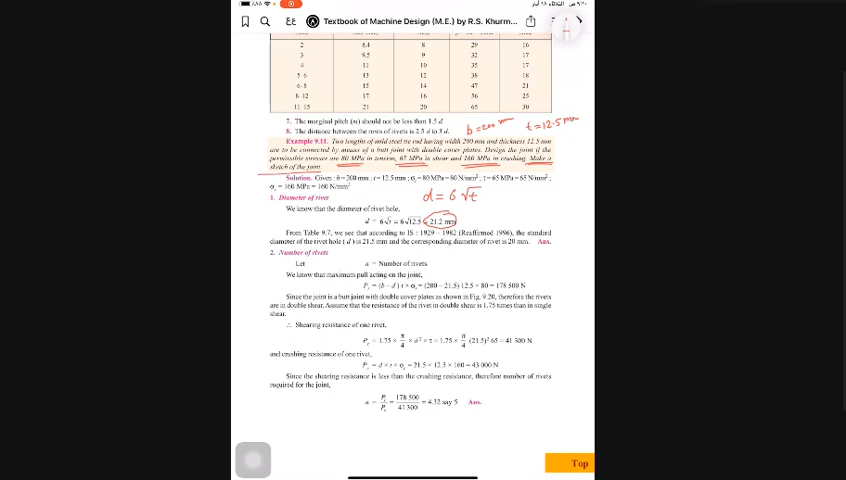 الثلاثاء ١٨ أيار
Textbook of Machine Design (M.E.) by R.S. Khurm...
2 8.4 8 29 16
3 9.5 9 32 17
4 11 10 35 17
5–6 13 12 38 18
6–8 15 14 47 21
8–12 17 16 56 25
11–15 21 20 65 30
7. The marginal pitch (m) should not be less than 1.5 d.
8. The distance between the rows of rivets is 2.5 d to 3 d.
b = 200 mm t = 12.5 mm
Example 9.11. Two lengths of mild steel tie rod having width 200 mm and thickness 12.5 mm
are to be connected by means of a butt joint with double cover plates. Design the joint if the
permissible stresses are 80 MPa in tension, 65 MPa in shear and 160 MPa in crushing. Make a
sketch of the joint.
Solution. Given : b = 200 mm ; t = 12.5 mm ; σt = 80 MPa = 80 N/mm² ; τ = 65 MPa = 65 N/mm² ;
σc = 160 MPa = 160 N/mm²
d = 6 √t
1. Diameter of rivet
We know that the diameter of rivet hole,
d = 6√t = 6√12.5 = 21.2 mm
From Table 9.7, we see that according to IS : 1929 – 1982 (Reaffirmed 1996), the standard
diameter of the rivet hole ( d ) is 21.5 mm and the corresponding diameter of rivet is 20 mm. Ans.
2. Number of rivets
Let n = Number of rivets.
We know that maximum pull acting on the joint,
Pt = (b – d ) t × σt = (200 – 21.5) 12.5 × 80 = 178 500 N
Since the joint is a butt joint with double cover plates as shown in Fig. 9.20, therefore the rivets
are in double shear. Assume that the resistance of the rivet in double shear is 1.75 times than in single
shear.
∴ Shearing resistance of one rivet,
Ps = 1.75 × π/4 × d² × τ = 1.75 × π/4 (21.5)² 65 = 41 300 N
and crushing resistance of one rivet,
Pc = d × t × σc = 21.5 × 12.5 × 160 = 43 000 N
Since the shearing resistance is less than the crushing resistance, therefore number of rivets
required for the joint,
n = Pt/Ps = 178 500/41 300 = 4.32 say 5 Ans.
Top